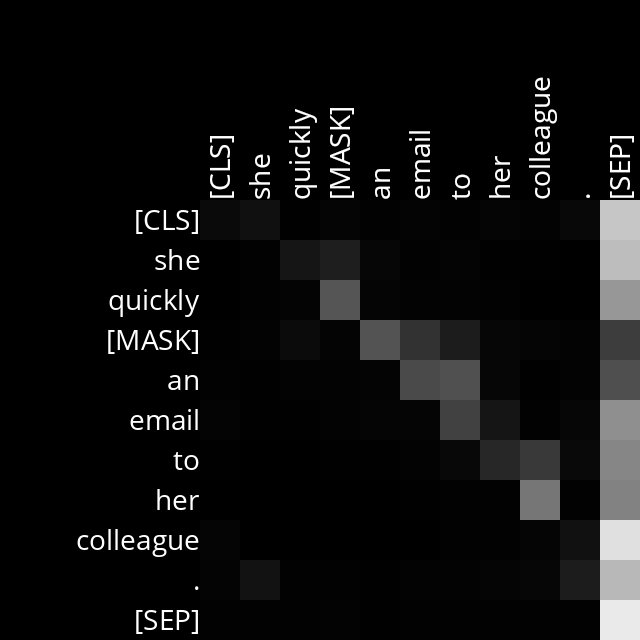 [CLS] she quickly [MASK] an email to her colleague . [SEP]
[CLS]
she
quickly
[MASK]
an
email
to
her
colleague
.
[SEP]